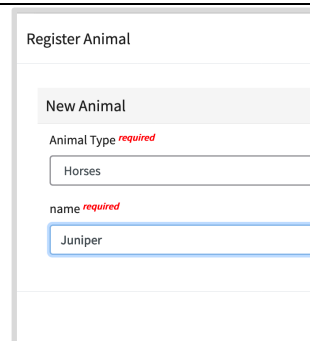 Register Animal
New Animal
Animal Type required
Horses
name required
Juniper